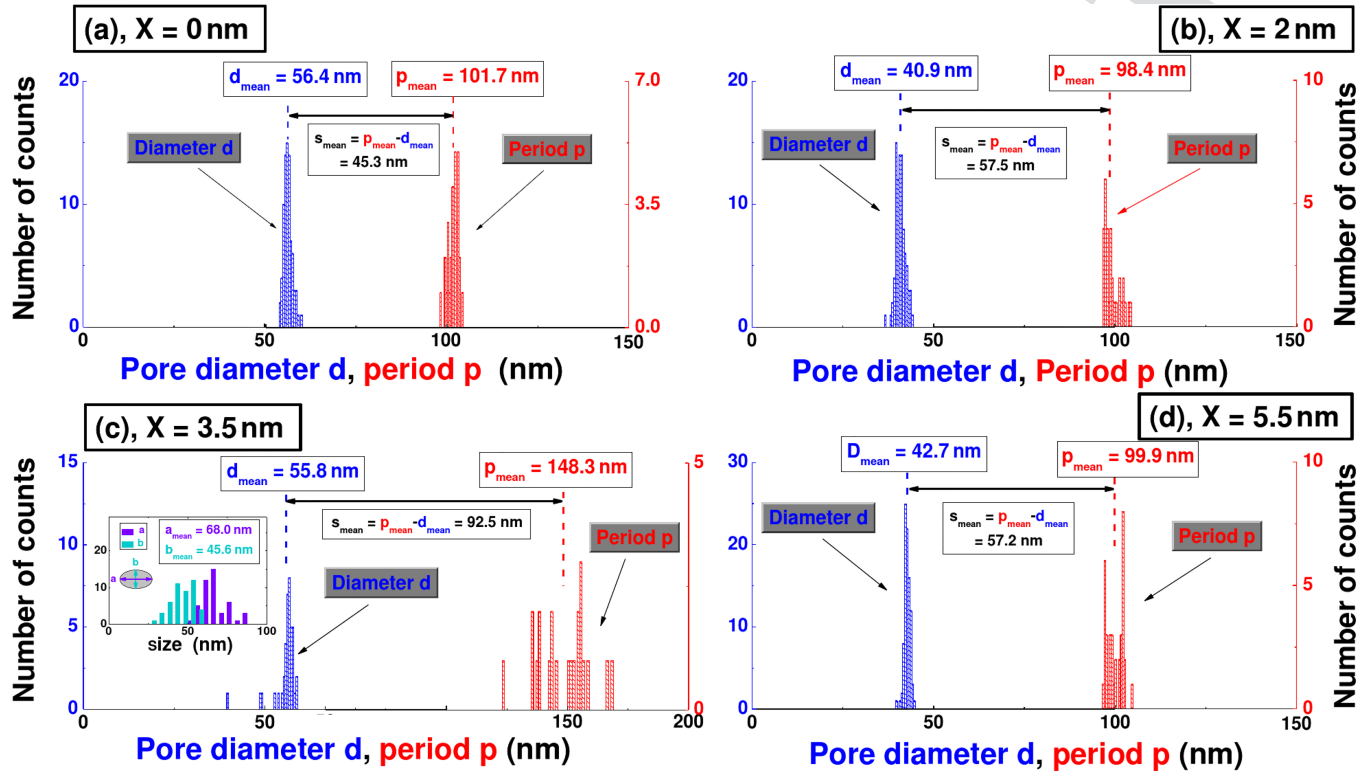 (a), X = 0 nm
d_mean = 56.4 nm
p_mean = 101.7 nm
20
10
0
7.0
3.5
0.0
Number of counts
Diameter d
s_mean = p_mean-d_mean
= 45.3 nm
Period p
0
50
100
150
Pore diameter d, period p (nm)
(b), X = 2 nm
d_mean = 40.9 nm
p_mean = 98.4 nm
20
10
0
10
5
0
Number of counts
Diameter d
s_mean = p_mean-d_mean
= 57.5 nm
Period p
0
50
100
150
Pore diameter d, Period p (nm)
(c), X = 3.5 nm
d_mean = 55.8 nm
p_mean = 148.3 nm
15
10
5
0
5
0
Number of counts
s_mean = p_mean-d_mean = 92.5 nm
Period p
Diameter d
a
b
a_mean = 68.0 nm
b_mean = 45.6 nm
20
10
0
b
a
0
50
100
size (nm)
0
50
150
200
Pore diameter d, period p (nm)
(d), X = 5.5 nm
D_mean = 42.7 nm
p_mean = 99.9 nm
30
20
10
0
10
5
0
Number of counts
Diameter d
s_mean = p_mean-d_mean
= 57.2 nm
Period p
0
50
100
150
Pore diameter d, period p (nm)